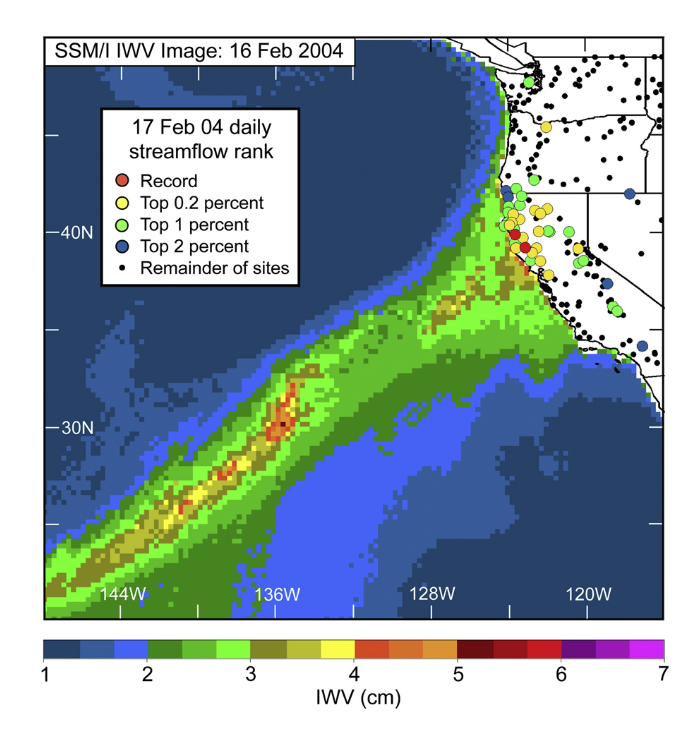 SSM/I IWV Image: 16 Feb 2004
17 Feb 04 daily
streamflow rank
Record
Top 0.2 percent
Top 1 percent
Top 2 percent
Remainder of sites
40N
30N
144W 136W 128W 120W
1 2 3 4 5 6 7
IWV (cm)